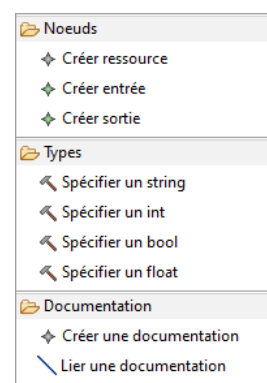 Noeuds
Créer ressource
Créer entrée
Créer sortie
Types
Spécifier un string
Spécifier un int
Spécifier un bool
Spécifier un float
Documentation
Créer une documentation
Lier une documentation